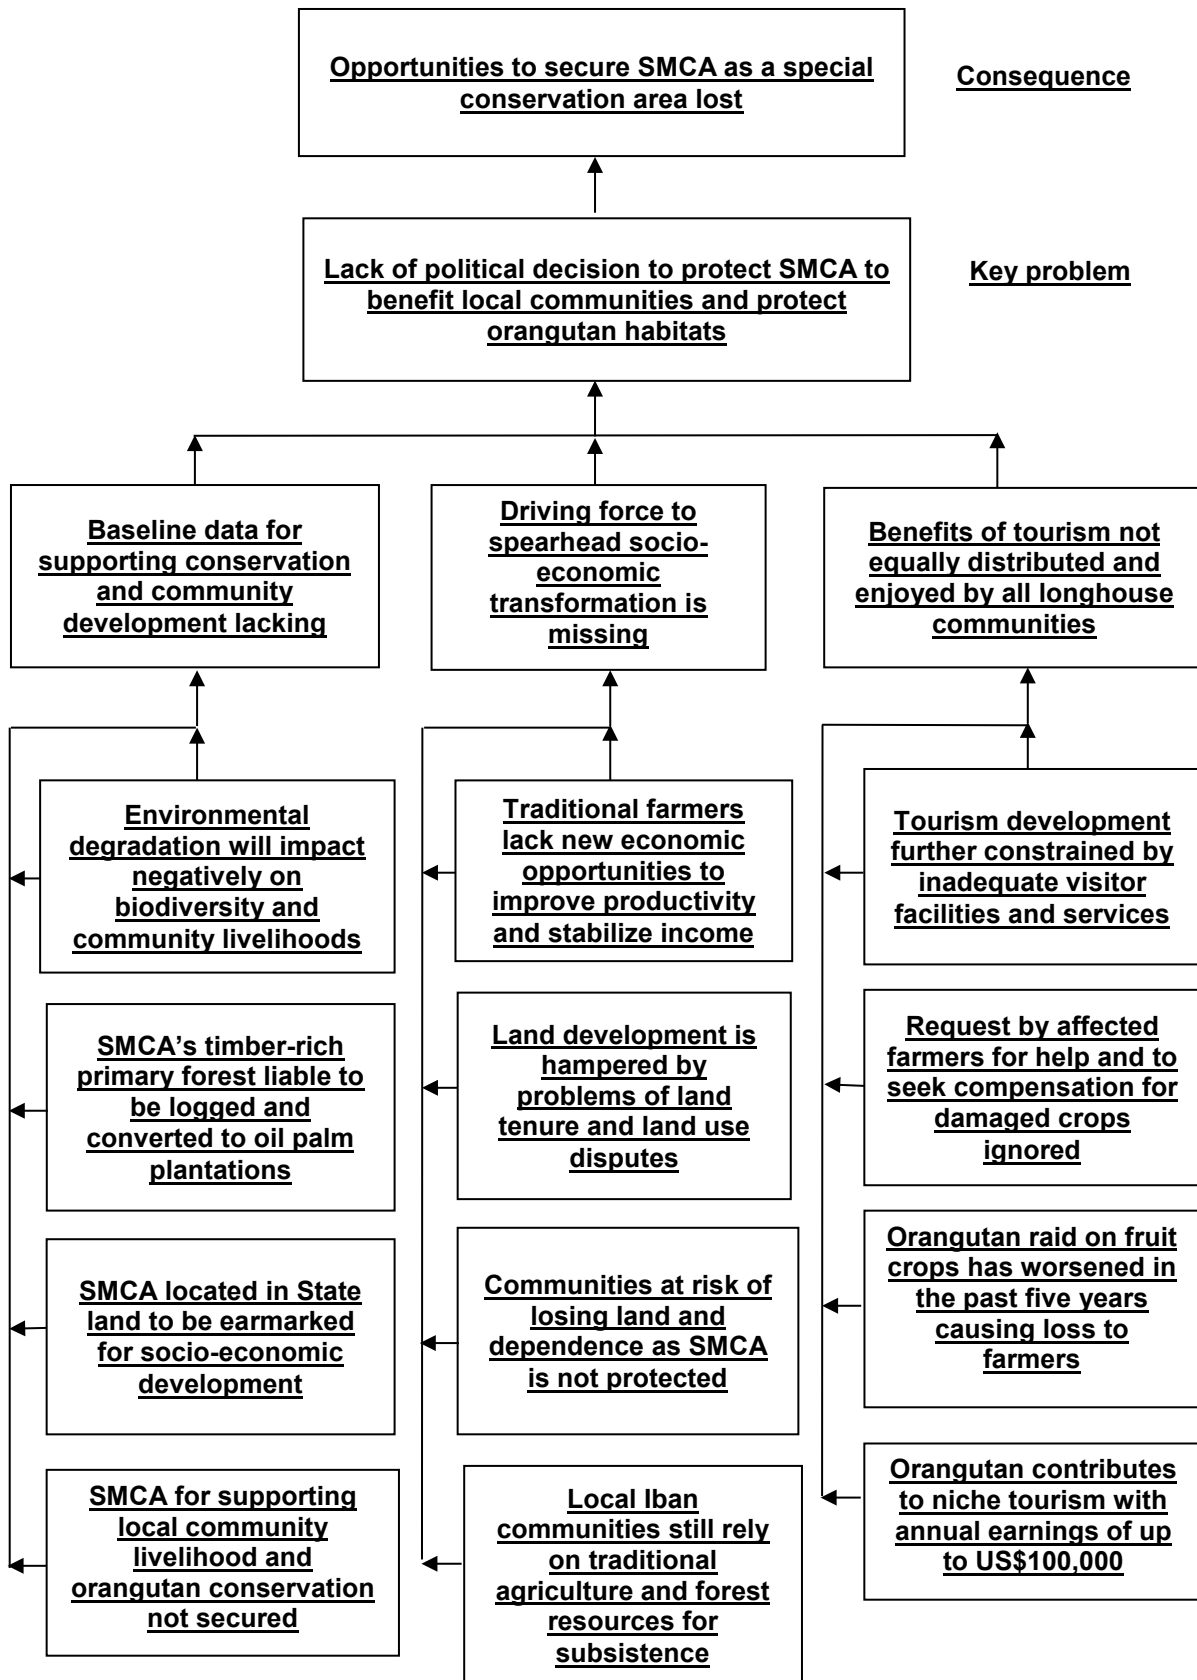 Opportunities to secure SMCA as a special
conservation area lost
Consequence
Lack of political decision to protect SMCA to
benefit local communities and protect
orangutan habitats
Key problem
Baseline data for
supporting conservation
and community
development lacking
Driving force to
spearhead socio-
economic
transformation is
missing
Benefits of tourism not
equally distributed and
enjoyed by all longhouse
communities
Environmental
degradation will impact
negatively on
biodiversity and
community livelihoods
Traditional farmers
lack new economic
opportunities to
improve productivity
and stabilize income
Tourism development
further constrained by
inadequate visitor
facilities and services
SMCA's timber-rich
primary forest liable to
be logged and
converted to oil palm
plantations
Land development is
hampered by
problems of land
tenure and land use
disputes
Request by affected
farmers for help and to
seek compensation for
damaged crops
ignored
SMCA located in State
land to be earmarked
for socio-economic
development
Communities at risk of
losing land and
dependence as SMCA
is not protected
Orangutan raid on fruit
crops has worsened in
the past five years
causing loss to
farmers
SMCA for supporting
local community
livelihood and
orangutan conservation
not secured
Local Iban
communities still rely
on traditional
agriculture and forest
resources for
subsistence
Orangutan contributes
to niche tourism with
annual earnings of up
to US$100,000